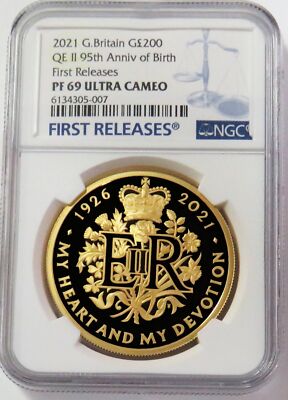 2021 G.Britain G£200
QE II 95th Anniv of Birth
First Releases
PF 69 ULTRA CAMEO
6134305-007
FIRST RELEASES®
NGC®
1926 2021
EIIR
MY HEART AND MY DEVOTION